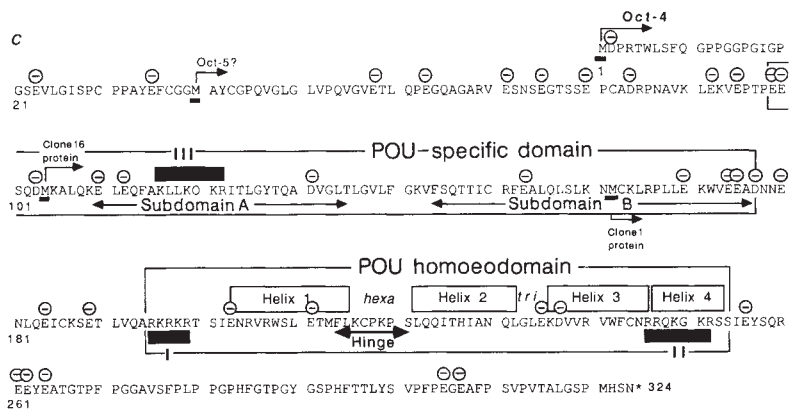 C
Oct-4
MDPRTWLSFQ GPPGGPGIGP
Oct-5?
1
GSEVLGISPC PPAYEFCGGM AYCGPQVGLG LVPQVGVETL QPEGQAGARV ESNSEGTSSE PCADRPNAVK LEKVEPTPEE
21
Clone16 protein
III
POU-specific domain
SQDMKALQKE LEQFAKLLKQ KRITLGYTQA DVGLTLGVLF GKVFSQTTIC RFEALQLSLK NMCKLRPLLE KWVEEADNNE
101
Subdomain A
Subdomain B
Clone1 protein
POU homoeodomain
Helix 1 hexa Helix 2 tri Helix 3 Helix 4
NLQEICKSET LVQARKRKRT SIENRVRWSL ETMFLKCPKP SLQQITHIAN QLGLEKDVVR VWFCNRRQKG KRSSIEYSQR
181
Hinge
I
II
EEYEATGTPF PGGAVSFPLP PGPHFGTPGY GSPHFTTLYS VPFPEGEAFP SVPVTALGSP MHSN* 324
261